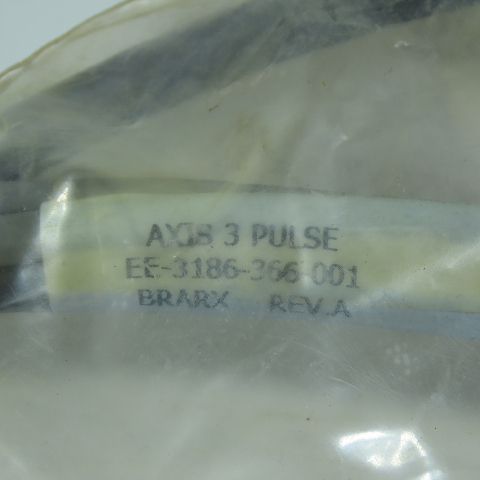 AXIS 3 PULSE
EE-3186-366-001
BRARX REV.A